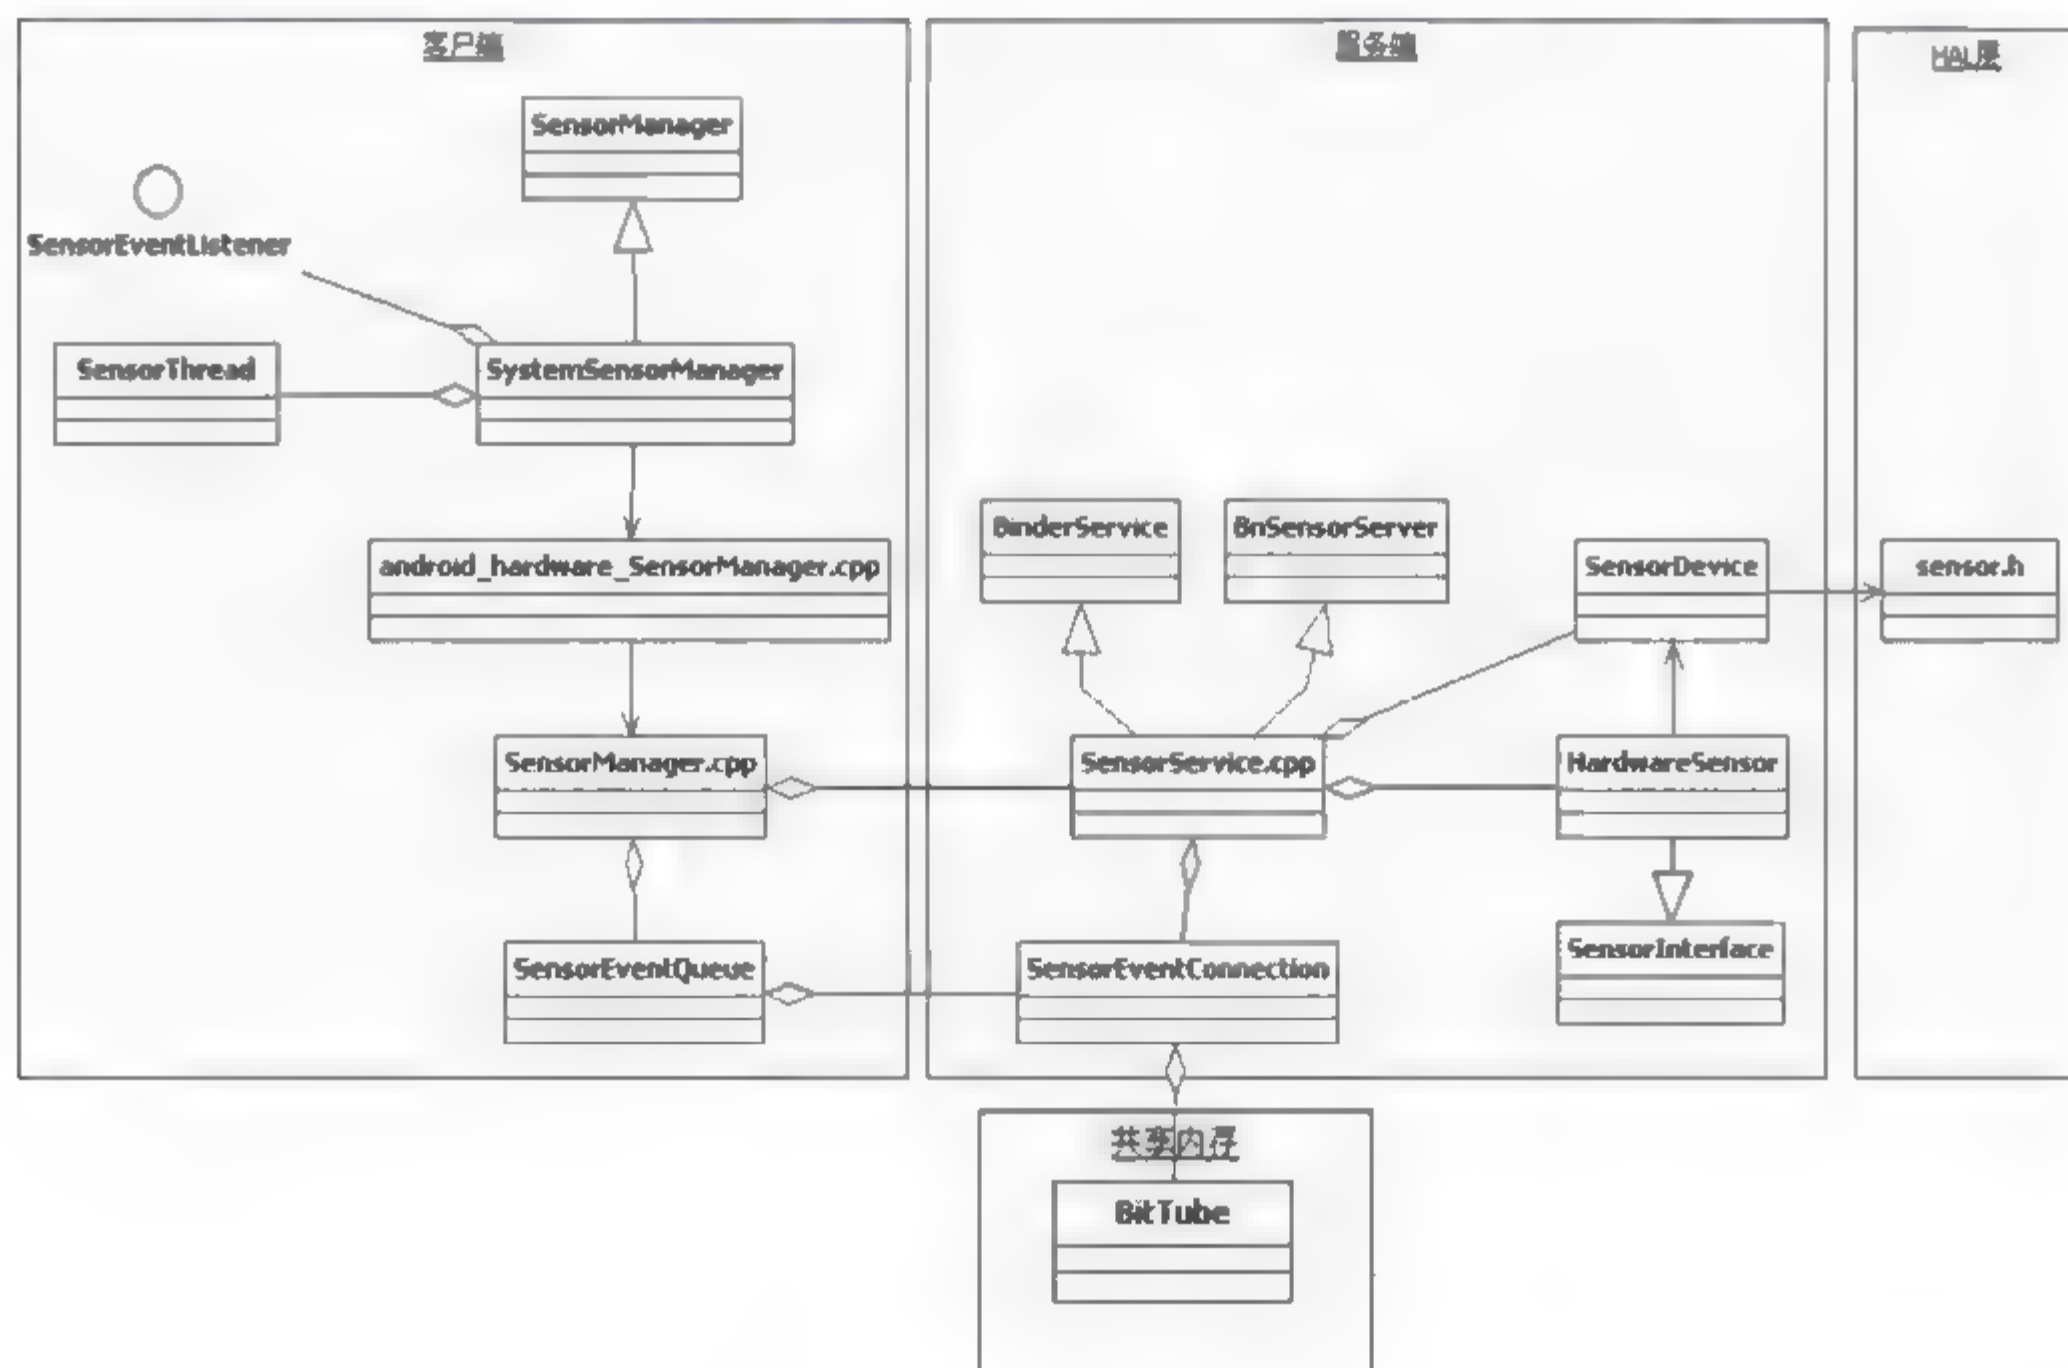 客户端
服务端
HAL层
SensorManager
SensorEventListener
SensorThread
SystemSensorManager
BinderService
BnSensorServer
android_hardware_SensorManager.cpp
SensorDevice
sensor.h
SensorManager.cpp
SensorService.cpp
HardwareSensor
SensorInterface
SensorEventQueue
SensorEventConnection
共享内存
BitTube